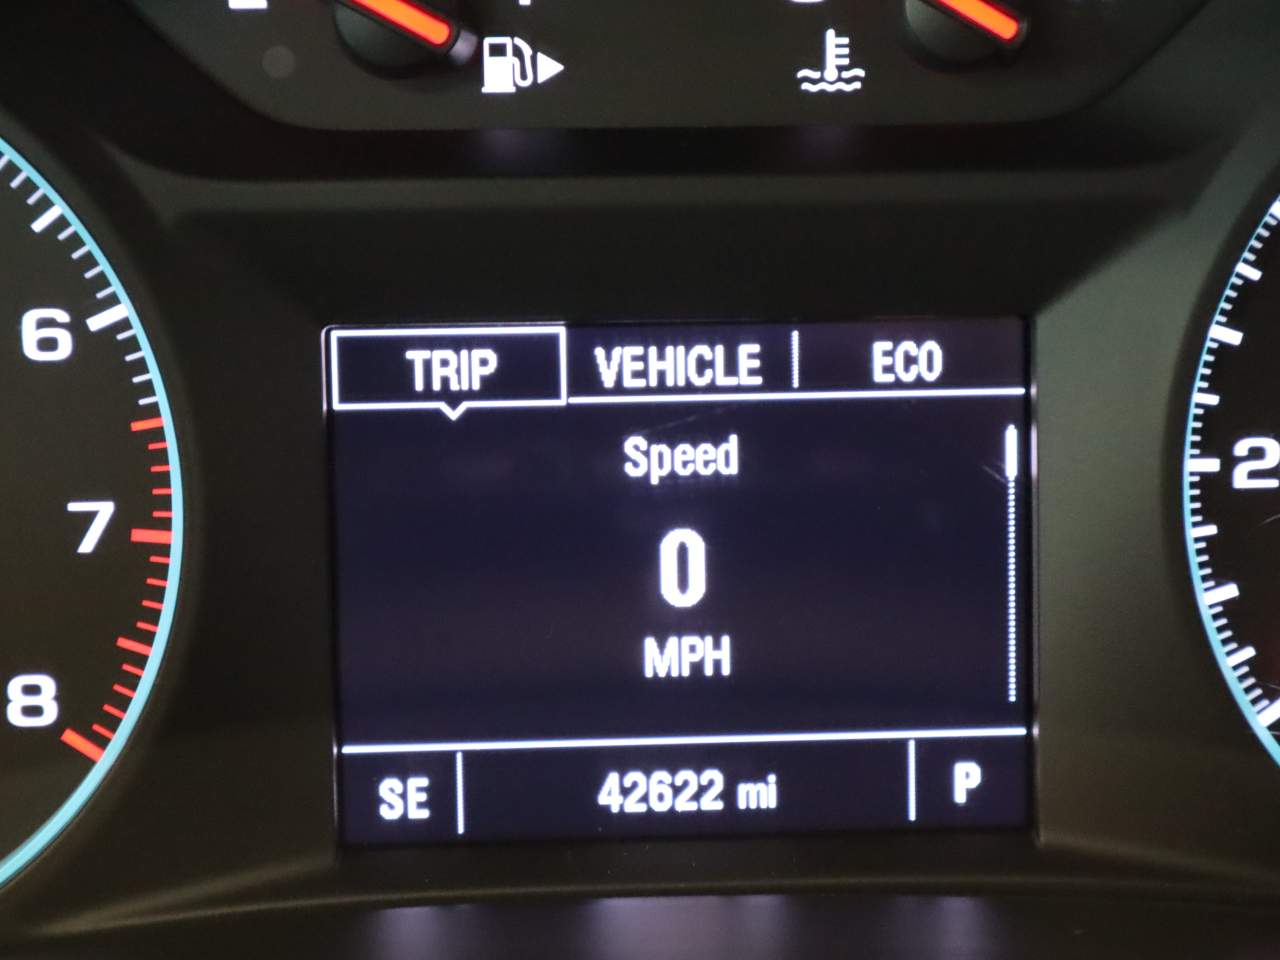 TRIP VEHICLE ECO
Speed
0
MPH
SE 42622 mi P
6
7
8
2